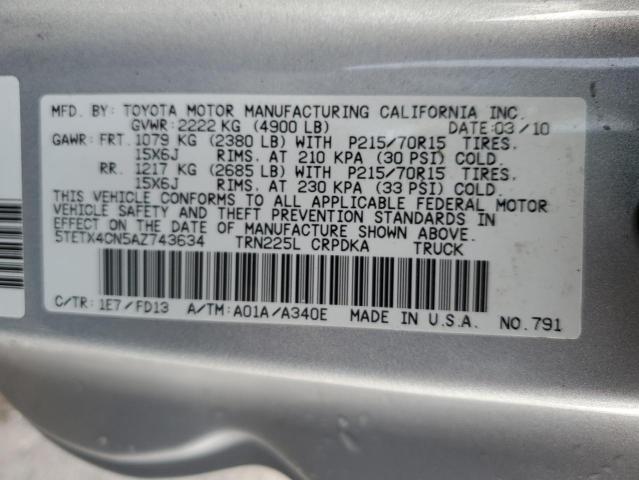 MFD. BY: TOYOTA MOTOR MANUFACTURING CALIFORNIA INC.
GVWR: 2222 KG (4900 LB) DATE: 03/10
GAWR: FRT. 1079 KG (2380 LB) WITH P215/70R15 TIRES.
15X6J RIMS. AT 210 KPA (30 PSI) COLD.
RR. 1217 KG (2685 LB) WITH P215/70R15 TIRES.
15X6J RIMS. AT 230 KPA (33 PSI) COLD.
THIS VEHICLE CONFORMS TO ALL APPLICABLE FEDERAL MOTOR
VEHICLE SAFETY AND THEFT PREVENTION STANDARDS IN
EFFECT ON THE DATE OF MANUFACTURE SHOWN ABOVE.
5TETX4CN5AZ743634 TRN225L CRPDKA TRUCK
C/TR: 1E7/FD13 A/TM: A01A/A340E MADE IN U.S.A. NO. 791